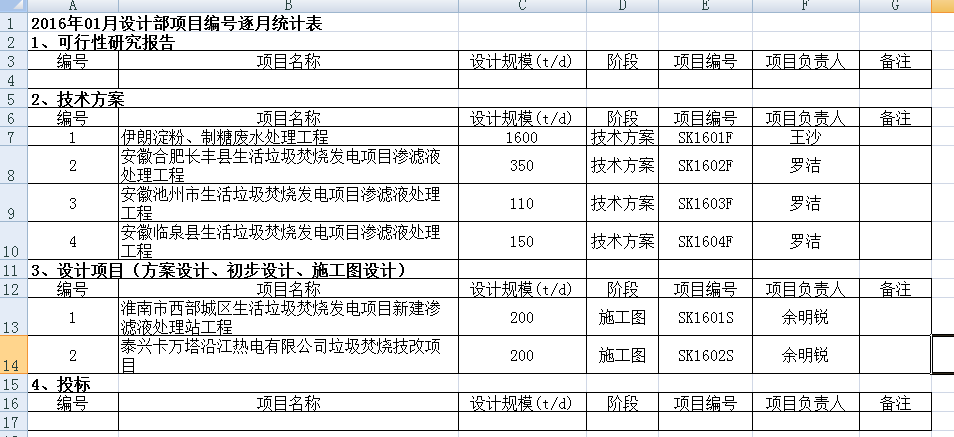 A B C D E F G
1 2016年01月设计部项目编号逐月统计表
2 1、可行性研究报告
3 编号 项目名称 设计规模(t/d) 阶段 项目编号 项目负责人 备注
4
5 2、技术方案
6 编号 项目名称 设计规模(t/d) 阶段 项目编号 项目负责人 备注
7 1 伊朗淀粉、制糖废水处理工程 1600 技术方案 SK1601F 王沙
安徽合肥长丰县生活垃圾焚烧发电项目渗滤液
8 2 处理工程 350 技术方案 SK1602F 罗洁
安徽池州市生活垃圾焚烧发电项目渗滤液处理
9 3 工程 110 技术方案 SK1603F 罗洁
安徽临泉县生活垃圾焚烧发电项目渗滤液处理
10 4 工程 150 技术方案 SK1604F 罗洁
11 3、设计项目（方案设计、初步设计、施工图设计）
12 编号 项目名称 设计规模(t/d) 阶段 项目编号 项目负责人 备注
淮南市西部城区生活垃圾焚烧发电项目新建渗
13 1 滤液处理站工程 200 施工图 SK1601S 余明锐
泰兴卡万塔沿江热电有限公司垃圾焚烧技改项
14 2 目 200 施工图 SK1602S 余明锐
15 4、投标
16 编号 项目名称 设计规模(t/d) 阶段 项目编号 项目负责人 备注
17